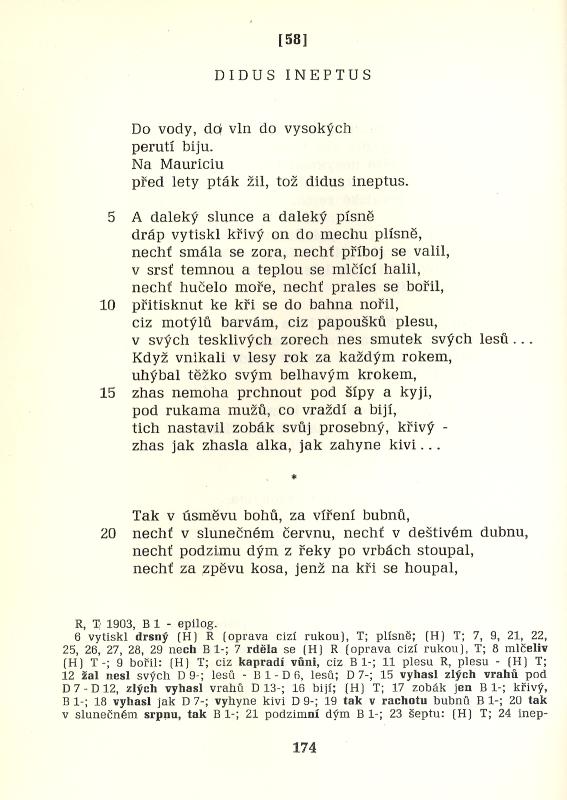 [58]
DIDUS INEPTUS
Do vody, do vln do vysokých
perutí biju.
Na Mauriciu
před lety pták žil, tož didus ineptus.
5 A daleký slunce a daleký písně
dráp vytiskl křivý on do mechu plísně,
nechť smála se zora, nechť příboj se valil,
v srsť temnou a teplou se mlčící halil,
nechť hučelo moře, nechť prales se bořil,
10 přitisknut ke kři se do bahna nořil,
ciz motýlů barvám, ciz papoušků plesu,
v svých tesklivých zorech nes smutek svých lesů...
Když vnikali v lesy rok za každým rokem,
uhýbal těžko svým belhavým krokem,
15 zhas nemoha prchnout pod šípy a kyji,
pod rukama mužů, co vraždí a bijí,
tich nastavil zobák svůj prosebný, křivý -
zhas jak zhasla alka, jak zahyne kivi...
*
Tak v úsměvu bohů, za víření bubnů,
20 nechť v slunečném červnu, nechť v deštivém dubnu,
nechť podzimu dým z řeky po vrbách stoupal,
nechť za zpěvu kosa, jenž na kři se houpal,
R, T 1903, B 1 - epilog.
6 vytiskl drsný (H) R (oprava cizí rukou), T; plísně; (H) T; 7, 9, 21, 22,
25, 26, 27, 28, 29 nech B 1-; 7 rděla se (H) R (oprava cizí rukou), T; 8 mlčeliv
(H) T -; 9 bořil: (H) T; ciz kapradí vůni, ciz B 1-; 11 plesu R, plesu - (H) T;
12 žal nesl svých D 9-; lesů - B 1 - D 6, lesů; D 7-; 15 vyhasl zlých vrahů pod
D 7 - D 12, zlých vyhasl vrahů D 13-; 16 bijí; (H) T; 17 zobák jen B 1-; křivý,
B 1-; 18 vyhasl jak D 7-; vyhyne kivi D 9-; 19 tak v rachotu bubnů B 1-; 20 tak
v slunečném srpnu, tak B 1-; 21 podzimní dým B 1-; 23 šeptu: (H) T; 24 inep-
174